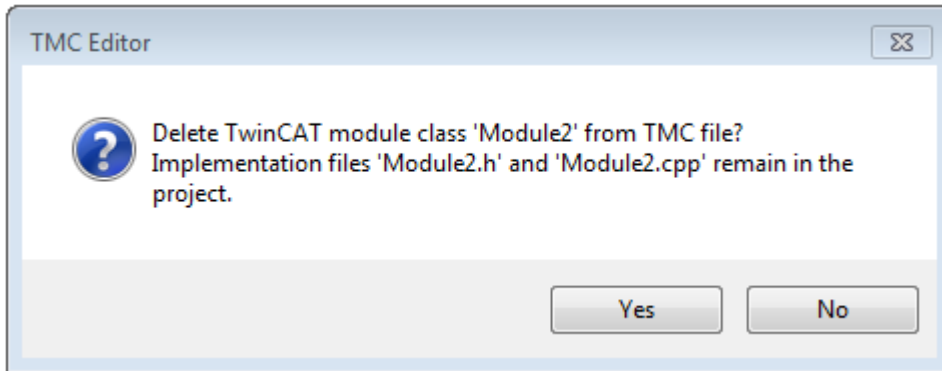 TMC Editor
Delete TwinCAT module class 'Module2' from TMC file?
Implementation files 'Module2.h' and 'Module2.cpp' remain in the
project.
Yes
No